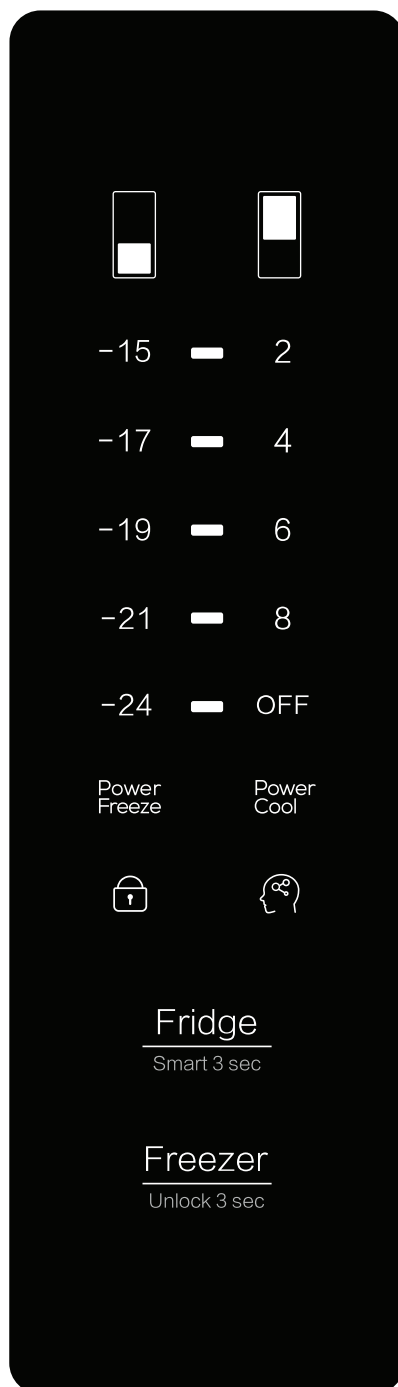 -15 2
-17 4
-19 6
-21 8
-24 OFF
Power Power
Freeze Cool
Fridge
Smart 3 sec
Freezer
Unlock 3 sec